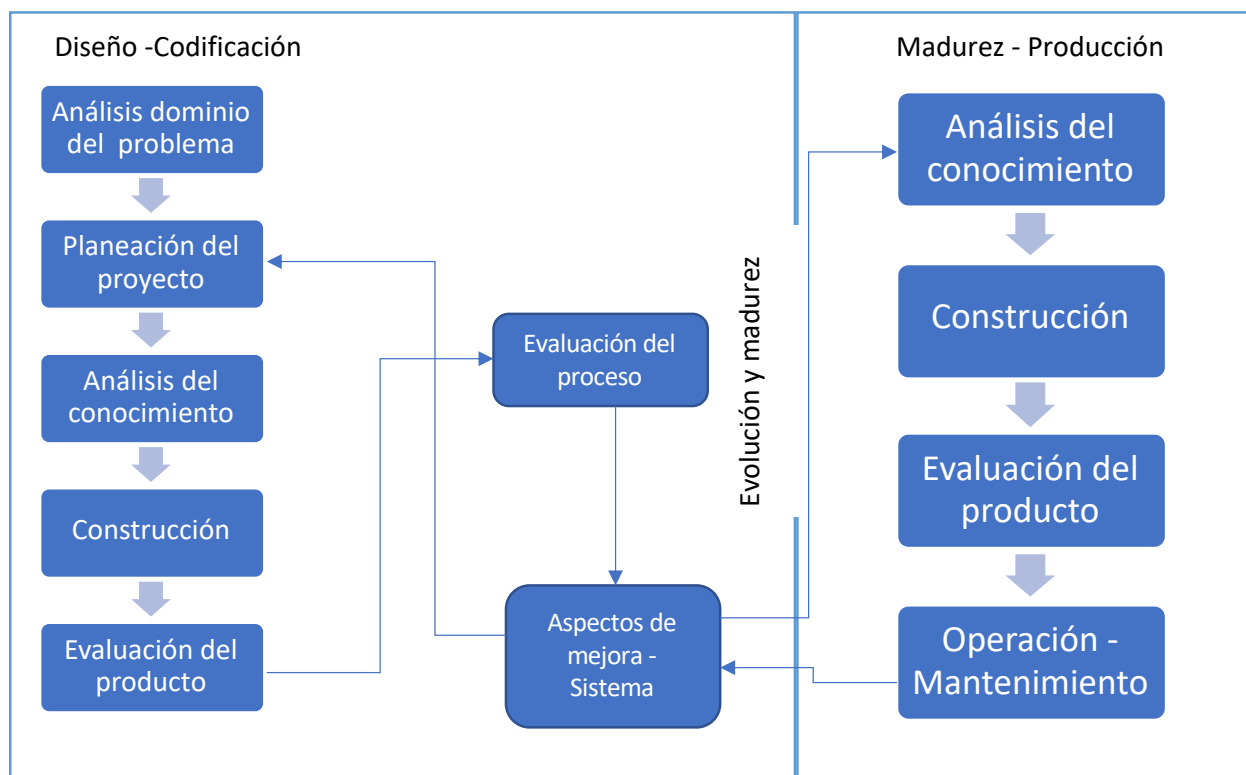 Diseño -Codificación
Análisis dominio
del problema
Planeación del
proyecto
Análisis del
conocimiento
Construcción
Evaluación del
producto
Evaluación del
proceso
Aspectos de
mejora -
Sistema
Evolución y madurez
Madurez - Producción
Análisis del
conocimiento
Construcción
Evaluación del
producto
Operación -
Mantenimiento